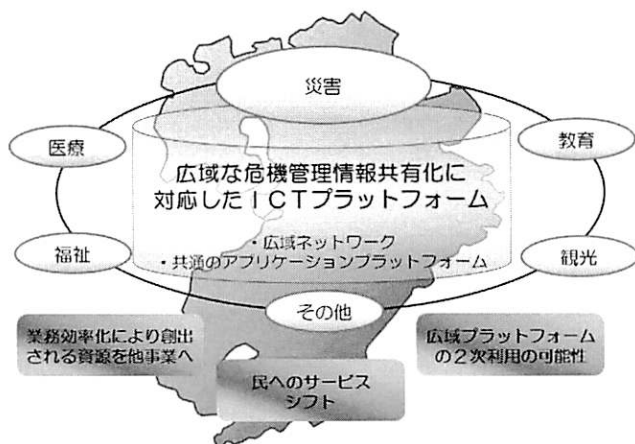 災害
医療
教育
広域な危機管理情報共有化に
対応したICTプラットフォーム
・広域ネットワーク
・共通のアプリケーションプラットフォーム
福祉
観光
その他
業務効率化により創出
される資源を他事業へ
広域プラットフォーム
の2次利用の可能性
民へのサービス
シフト